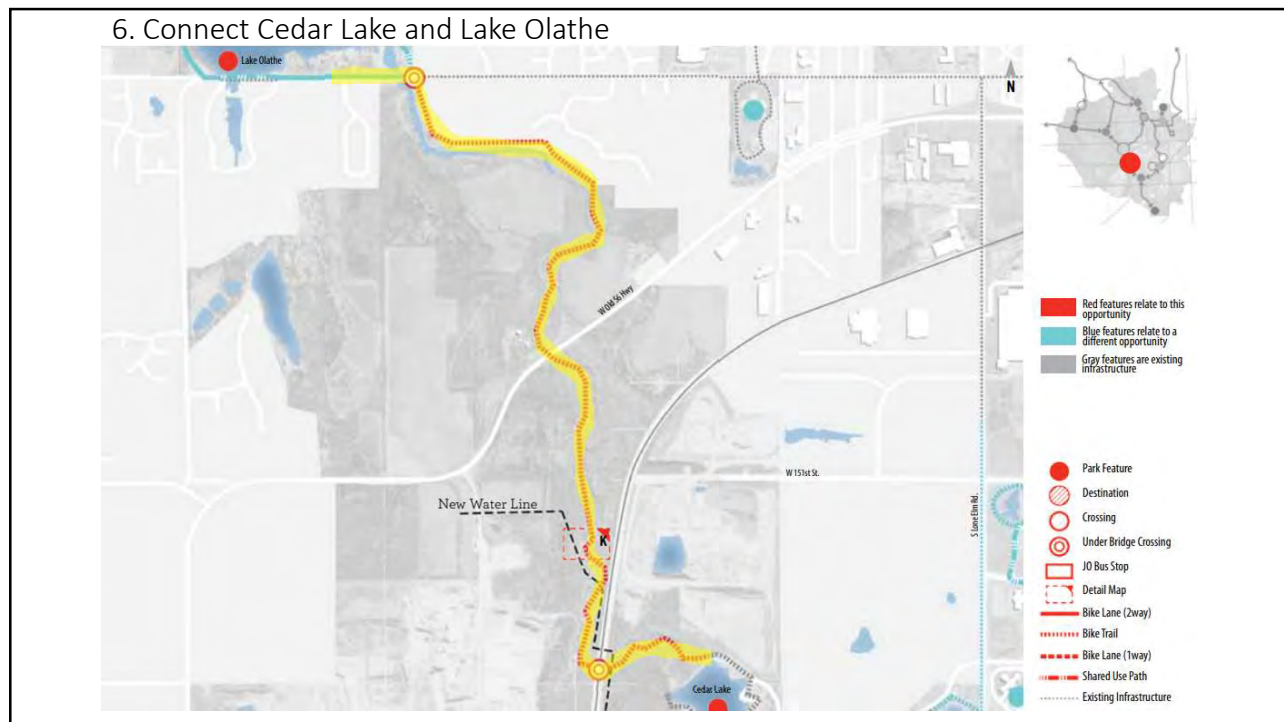 6. Connect Cedar Lake and Lake Olathe
Lake Olathe
N
W Old 56 Hwy
Red features relate to this
opportunity
Blue features relate to a
different opportunity
Gray features are existing
infrastructure
W 151st St.
S Lone Elm Rd.
New Water Line
K
Cedar Lake
Park Feature
Destination
Crossing
Under Bridge Crossing
JO Bus Stop
Detail Map
Bike Lane (2way)
Bike Trail
Bike Lane (1way)
Shared Use Path
Existing Infrastructure